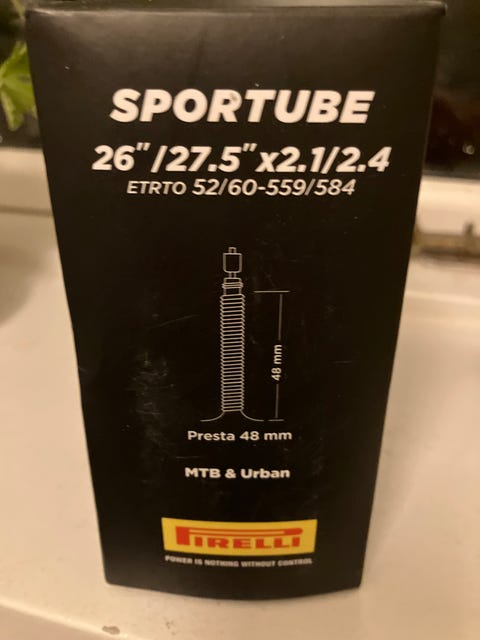 SPORTUBE
26"/27.5"x2.1/2.4
ETRTO 52/60-559/584
48 mm
Presta 48 mm
MTB & Urban
PIRELLI
POWER IS NOTHING WITHOUT CONTROL